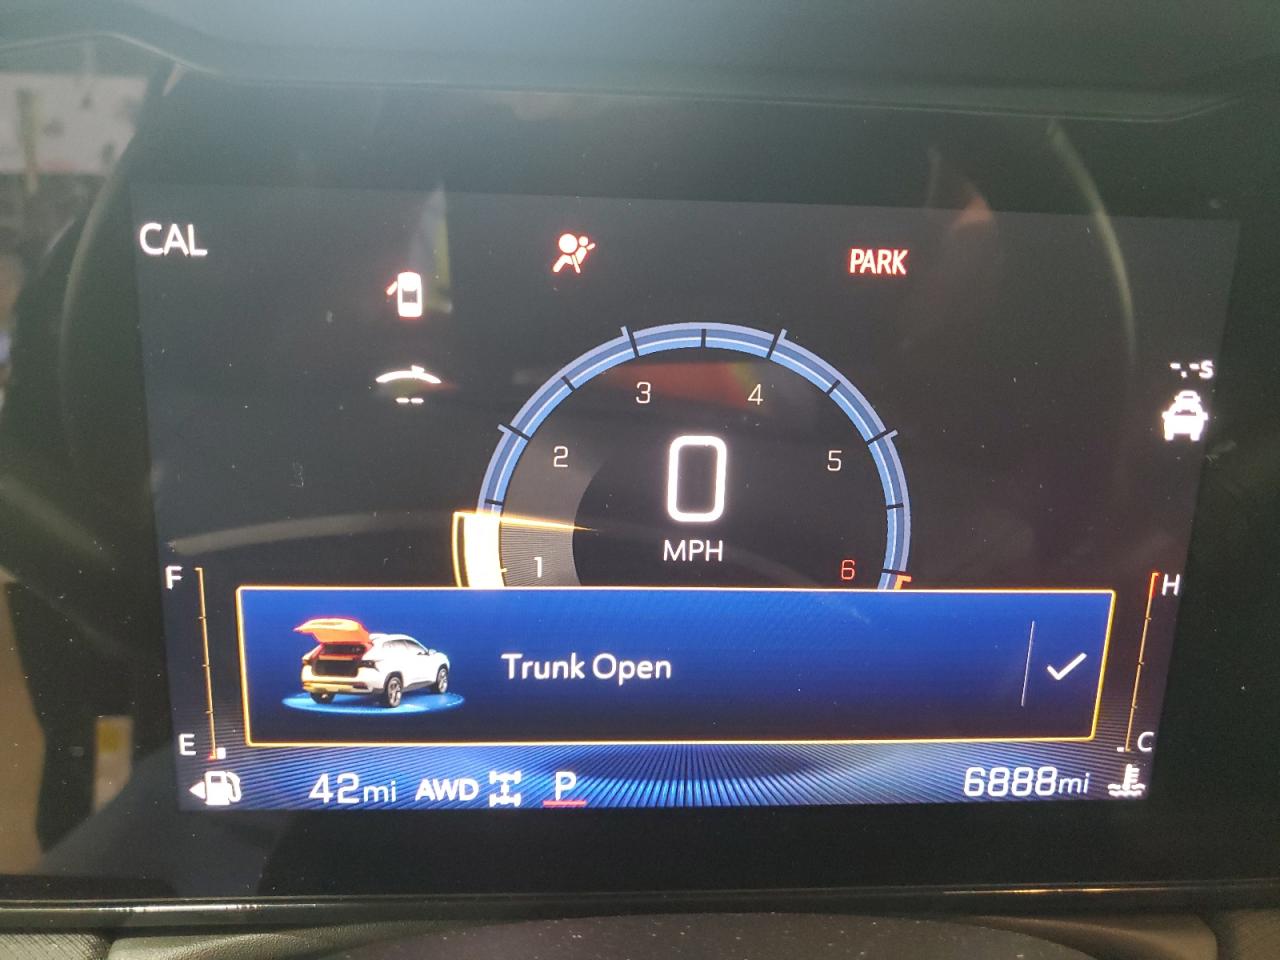 CAL
PARK
-.-s
--
3 4
2 5
1 6
0
MPH
F H
Trunk Open
E C
42mi AWD P 6888mi